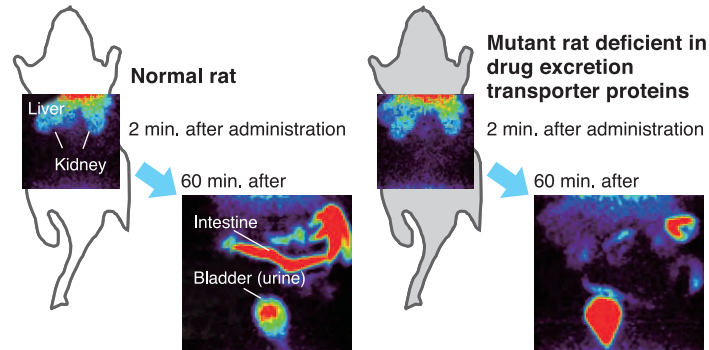 Normal rat
Liver
Kidney
2 min. after administration
60 min. after
Intestine
Bladder (urine)
Mutant rat deficient in
drug excretion
transporter proteins
2 min. after administration
60 min. after